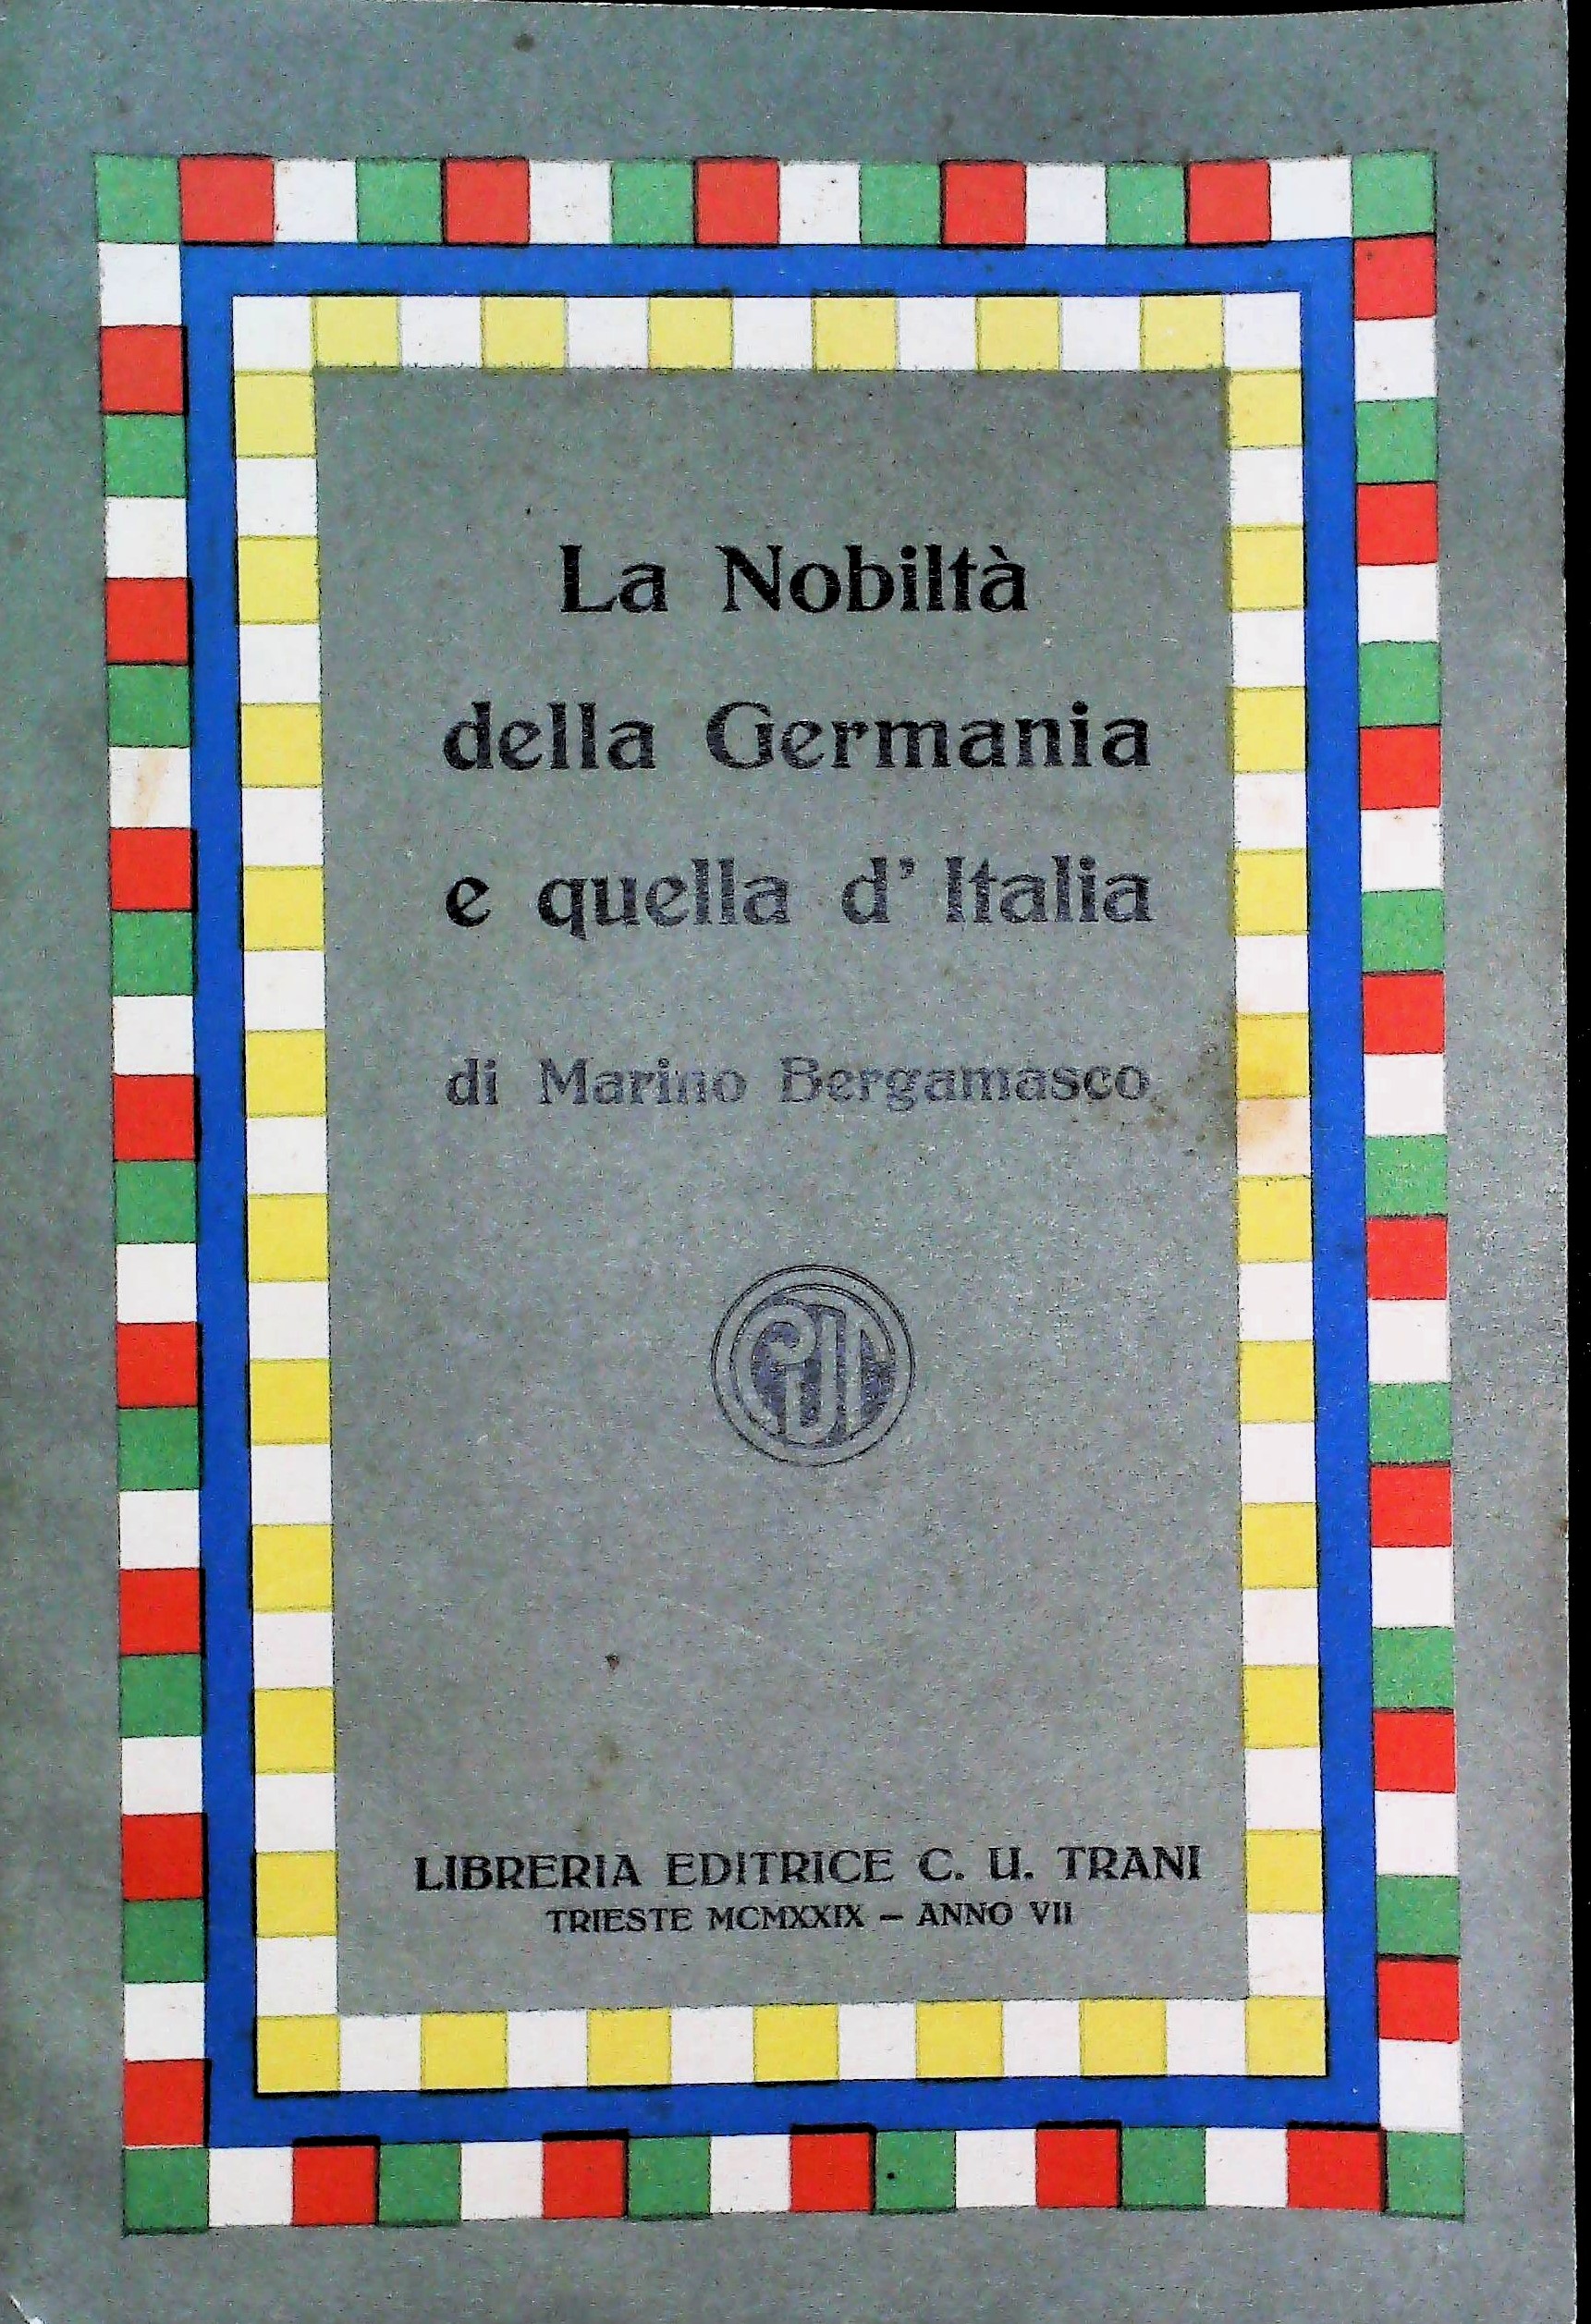 La Nobiltà
della Germania
e quella d' Italia
di Marino Bergamasco
LIBRERIA EDITRICE C. U. TRANI
TRIESTE MCMXXIX – ANNO VII